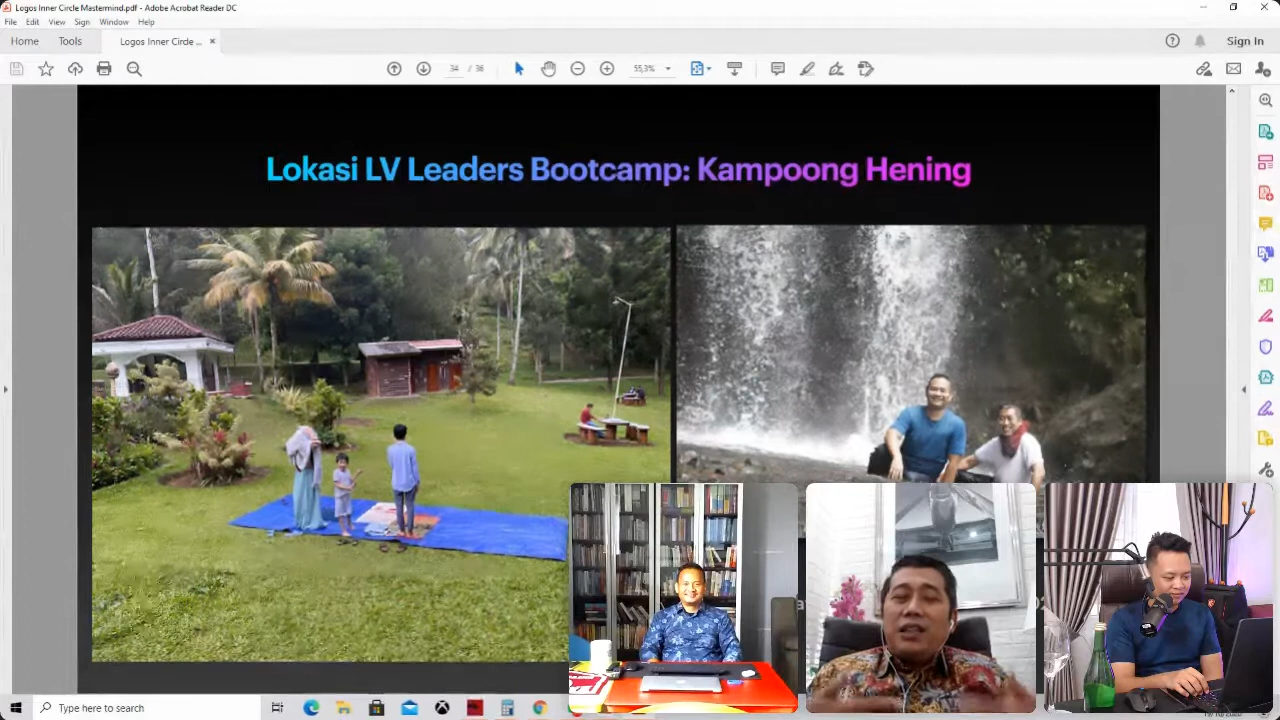 Logos Inner Circle Mastermind.pdf - Adobe Acrobat Reader DC
File Edit View Sign Window Help
Home Tools Logos Inner Circle ... × Sign In
34 / 36 55,3%
Lokasi LV Leaders Bootcamp: Kampoong Hening
Type here to search